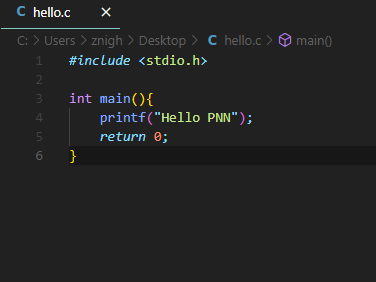 C hello.c ×
C: > Users > znigh > Desktop > C hello.c > main()
1 #include <stdio.h>
2
3 int main(){
4     printf("Hello PNN");
5     return 0;
6 }